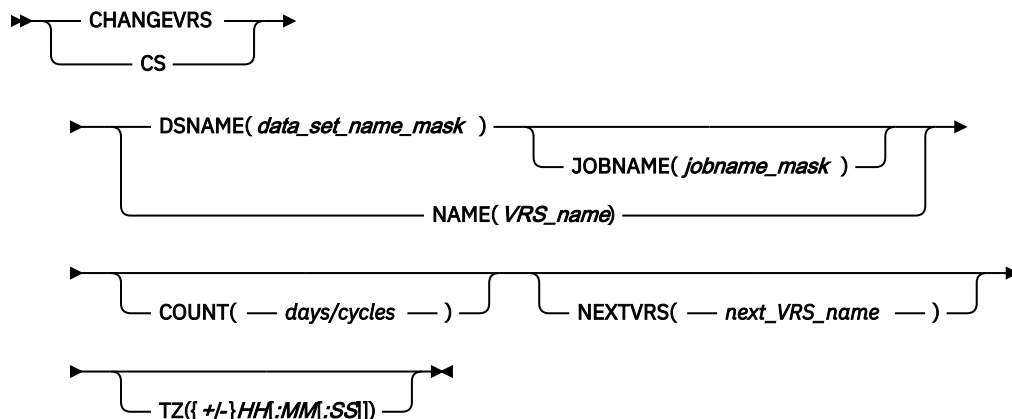 CHANGEVRS
CS
DSNAME( data_set_name_mask )
JOBNAME( jobname_mask )
NAME( VRS_name)
COUNT( days/cycles )
NEXTVRS( next_VRS_name )
TZ({ +/-}HH[:MM[:SS]])